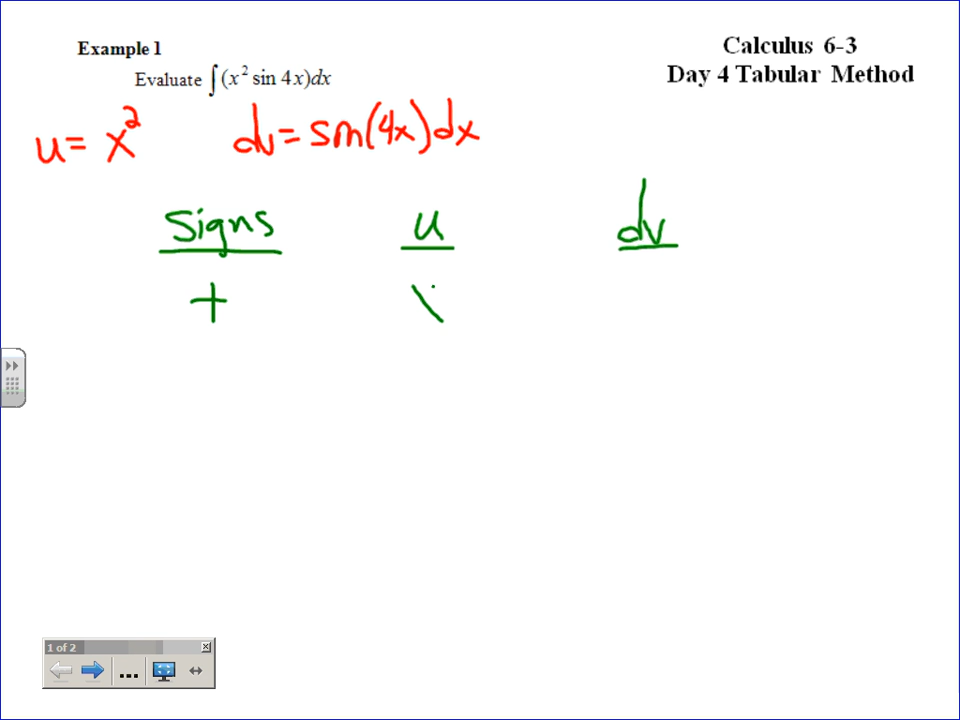 Example 1
Calculus 6-3
Day 4 Tabular Method
Evaluate ∫(x² sin 4x)dx
u = x² dv = sin(4x)dx
Signs u dv
+ \
1 of 2
...